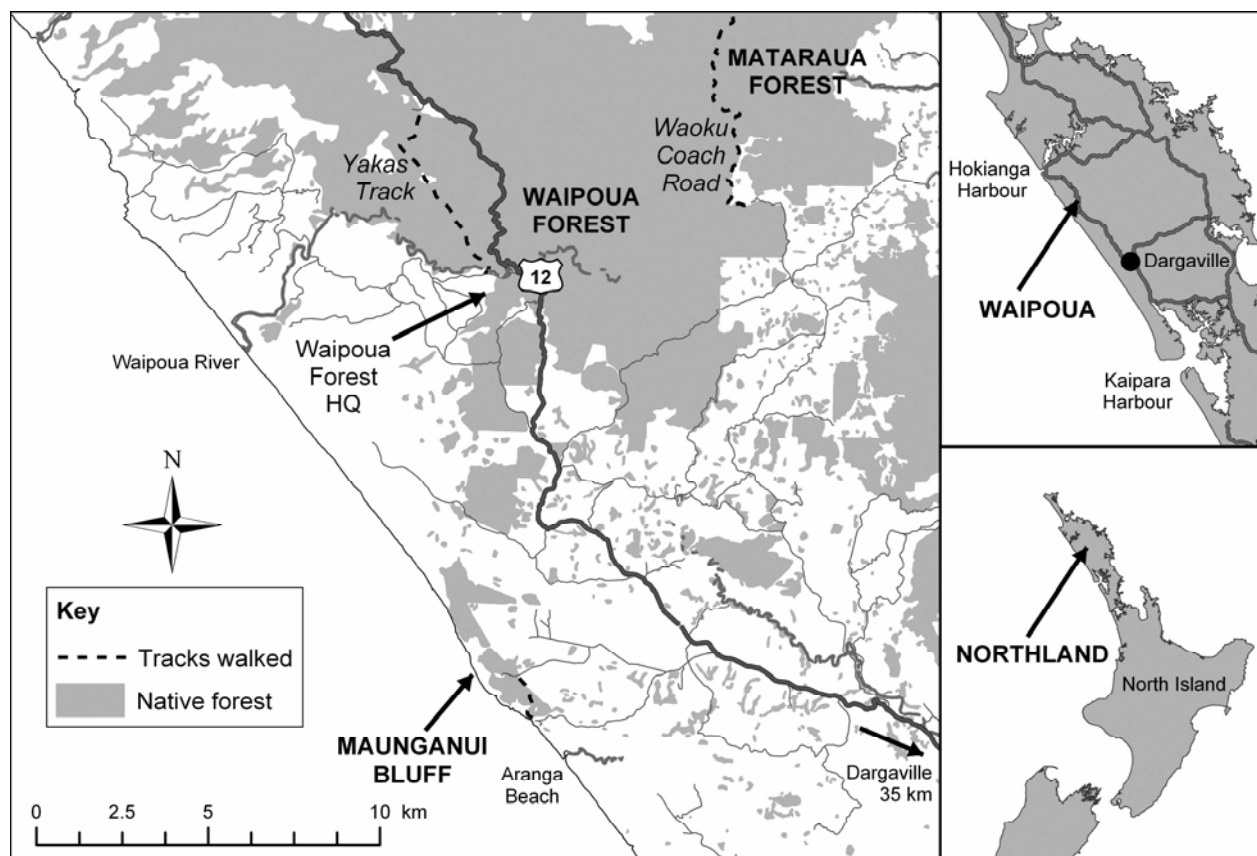 MATARAUA
FOREST
Waoku
Coach
Road
Yakas
Track
WAIPOUA
FOREST
12
Waipoua River
Waipoua
Forest
HQ
N
Key
Tracks walked
Native forest
MAUNGANUI
BLUFF
Aranga
Beach
Dargaville
35 km
0 2.5 5 10 km
Hokianga
Harbour
Dargaville
WAIPOUA
Kaipara
Harbour
NORTHLAND
North Island